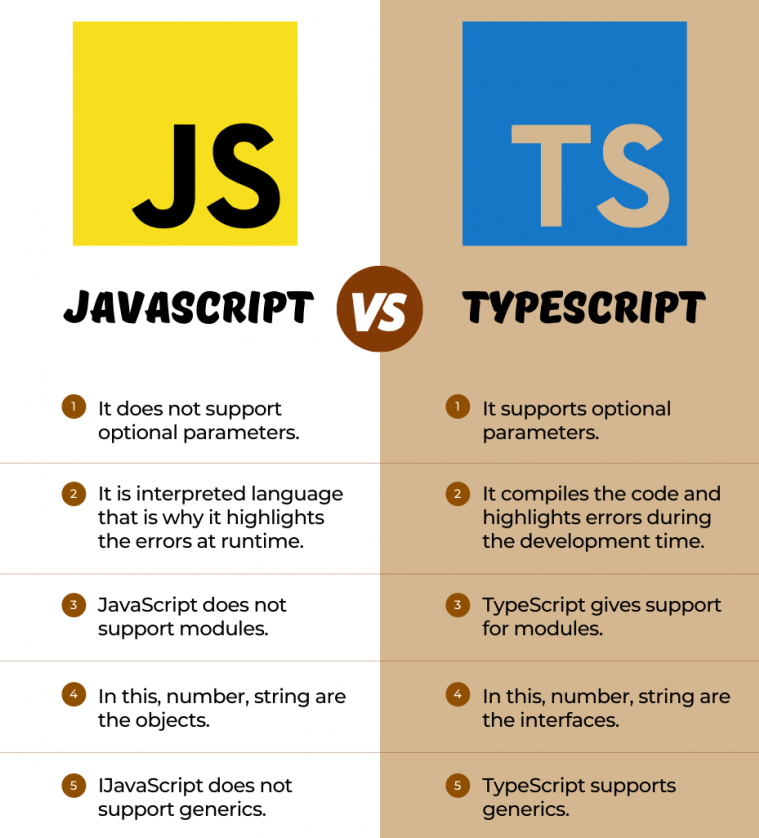 JS
TS
JAVASCRIPT
VS
TYPESCRIPT
1
It does not support
optional parameters.
1
It supports optional
parameters.
2
It is interpreted language
that is why it highlights
the errors at runtime.
2
It compiles the code and
highlights errors during
the development time.
3
JavaScript does not
support modules.
3
TypeScript gives support
for modules.
4
In this, number, string are
the objects.
4
In this, number, string are
the interfaces.
5
IJavaScript does not
support generics.
5
TypeScript supports
generics.